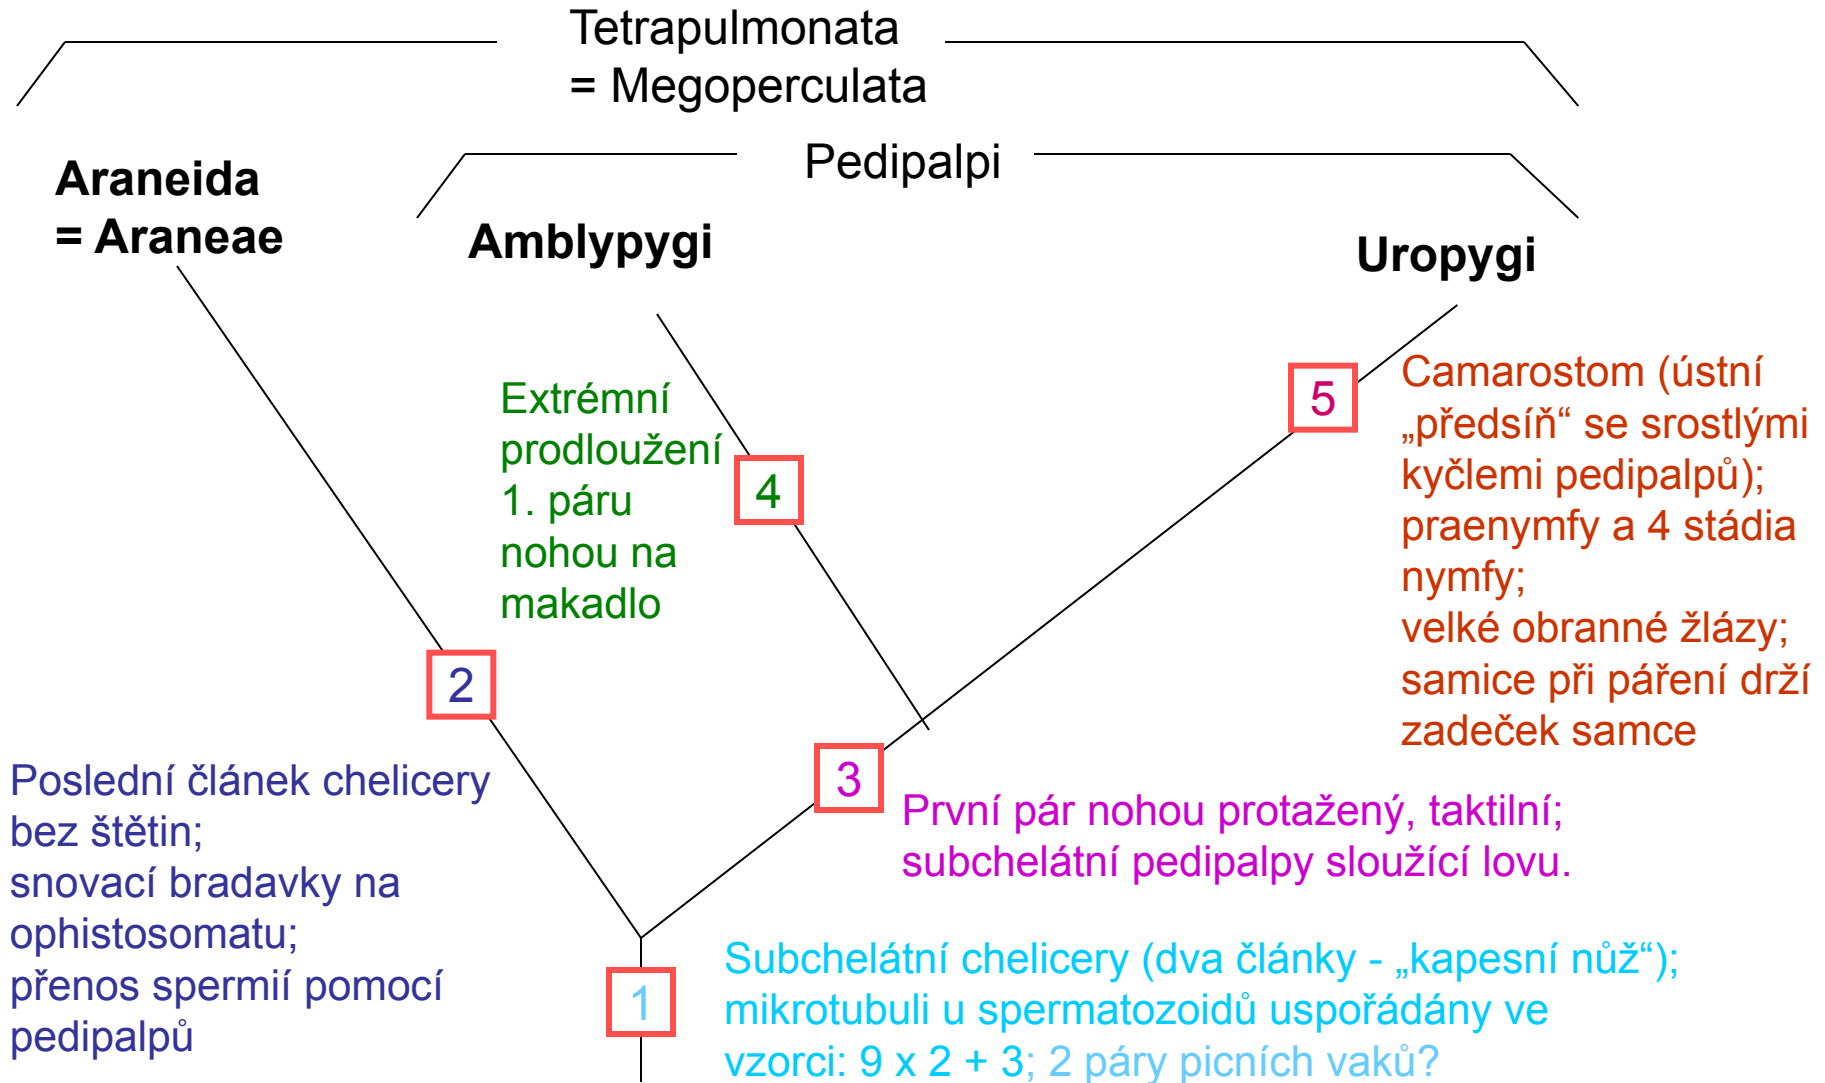 Tetrapulmonata
= Megoperculata
Pedipalpi
Araneida
= Araneae
Amblypygi
Uropygi
Extrémní
prodloužení
1. páru
nohou na
makadlo
4
5
Camarostom (ústní
„předsíň“ se srostlými
kyčlemi pedipalpů);
praenymfy a 4 stádia
nymfy;
velké obranné žlázy;
samice při páření drží
zadeček samce
2
Poslední článek chelicery
bez štětin;
snovací bradavky na
ophistosomatu;
přenos spermií pomocí
pedipalpů
3
První pár nohou protažený, taktilní;
subchelátní pedipalpy sloužící lovu.
1
Subchelátní chelicery (dva články - „kapesní nůž“);
mikrotubuli u spermatozoidů uspořádány ve
vzorci: 9 x 2 + 3; 2 páry picních vaků?